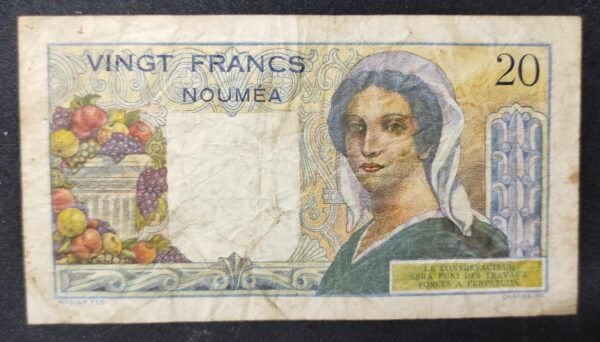 VINGT FRANCS
20
NOUMÉA
LE CONTREFACTEUR
SERA PUNI DES TRAVAUX
FORCÉS A PERPÉTUITÉ